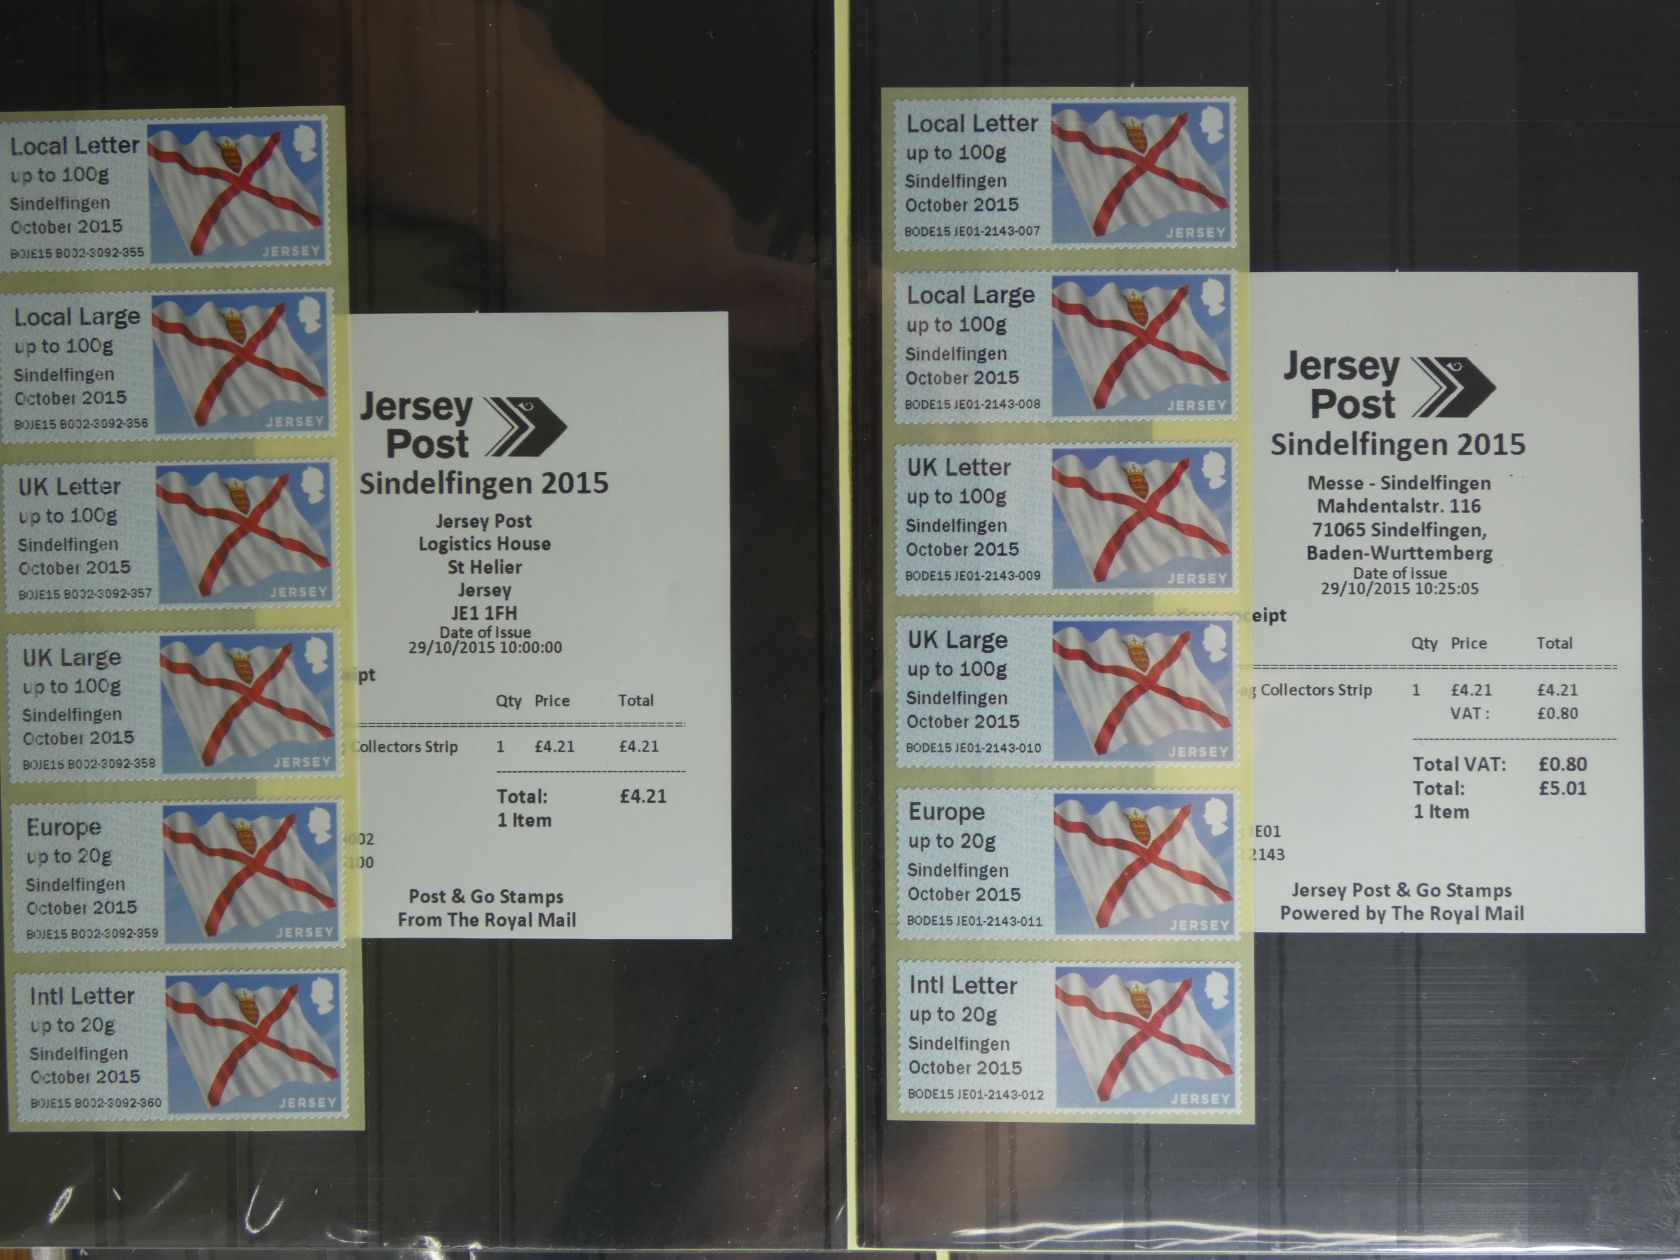 Local Letter
up to 100g
Sindelfingen
October 2015
BOJE15 B002-3092-355
JERSEY
Local Large
up to 100g
Sindelfingen
October 2015
BOJE15 B002-3092-356
JERSEY
UK Letter
up to 100g
Sindelfingen
October 2015
BOJE15 B002-3092-357
JERSEY
UK Large
up to 100g
Sindelfingen
October 2015
BOJE15 B002-3092-358
JERSEY
Europe
up to 20g
Sindelfingen
October 2015
BOJE15 B002-3092-359
JERSEY
Intl Letter
up to 20g
Sindelfingen
October 2015
BOJE15 B002-3092-360
JERSEY
Jersey
Post
Sindelfingen 2015
Jersey Post
Logistics House
St Helier
Jersey
JE1 1FH
Date of Issue
29/10/2015 10:00:00
Qty Price Total
Collectors Strip 1 £4.21 £4.21
Total: £4.21
1 Item
Post & Go Stamps
From The Royal Mail
Local Letter
up to 100g
Sindelfingen
October 2015
BODE15 JE01-2143-007
JERSEY
Local Large
up to 100g
Sindelfingen
October 2015
BODE15 JE01-2143-008
JERSEY
UK Letter
up to 100g
Sindelfingen
October 2015
BODE15 JE01-2143-009
JERSEY
UK Large
up to 100g
Sindelfingen
October 2015
BODE15 JE01-2143-010
JERSEY
Europe
up to 20g
Sindelfingen
October 2015
BODE15 JE01-2143-011
JERSEY
Intl Letter
up to 20g
Sindelfingen
October 2015
BODE15 JE01-2143-012
JERSEY
Jersey
Post
Sindelfingen 2015
Messe - Sindelfingen
Mahdentalstr. 116
71065 Sindelfingen,
Baden-Wurttemberg
Date of Issue
29/10/2015 10:25:05
Qty Price Total
Collectors Strip 1 £4.21 £4.21
VAT : £0.80
Total VAT: £0.80
Total: £5.01
1 Item
JE01
2143
Jersey Post & Go Stamps
Powered by The Royal Mail